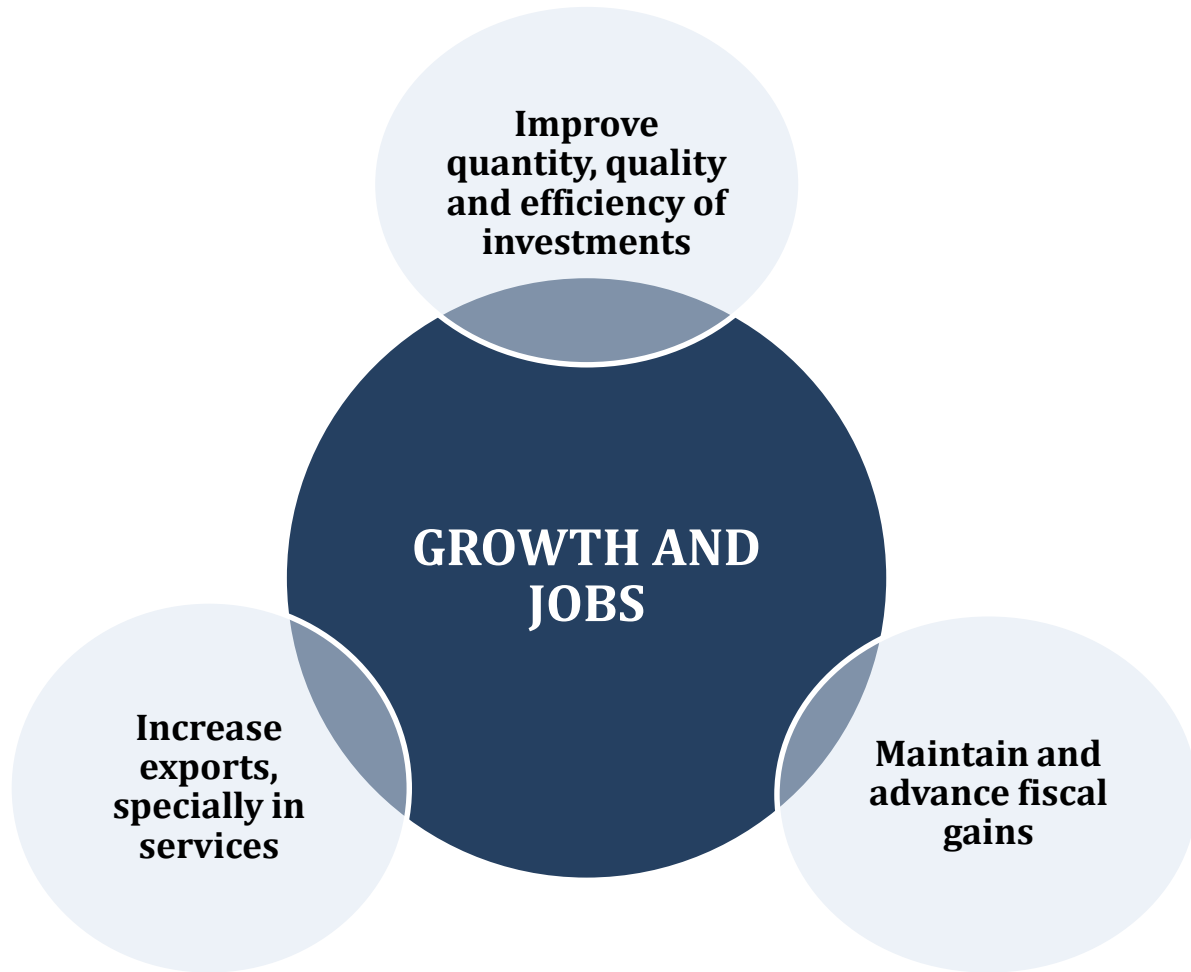 Improve
quantity, quality
and efficiency of
investments
GROWTH AND
JOBS
Increase
exports,
specially in
services
Maintain and
advance fiscal
gains